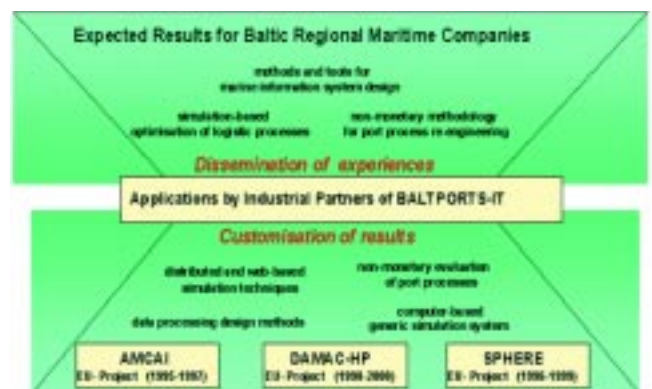 Expected Results for Baltic Regional Maritime Companies
methods and tools for
marine information system design
simulation-based
optimisation of logistic processes
non-monetary methodology
for port process re engineering
Dissemination of experiences
Applications by Industrial Partners of BALTPORTS-IT
Customisation of results
distributed and web-based
simulation techniques
non-monetary evaluation
of port processes
data processing design methods
computer-based
generic simulation system
AMCAI
EU- Project (1995-1997)
DAMAC-HP
EU- Project (1998-2000)
SPHERE
EU- Project (1996-1999)